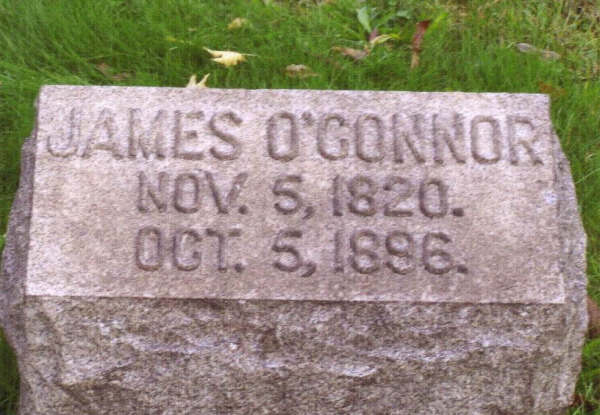 JAMES O'CONNOR
NOV. 5, 1820.
OCT. 5, 1896.